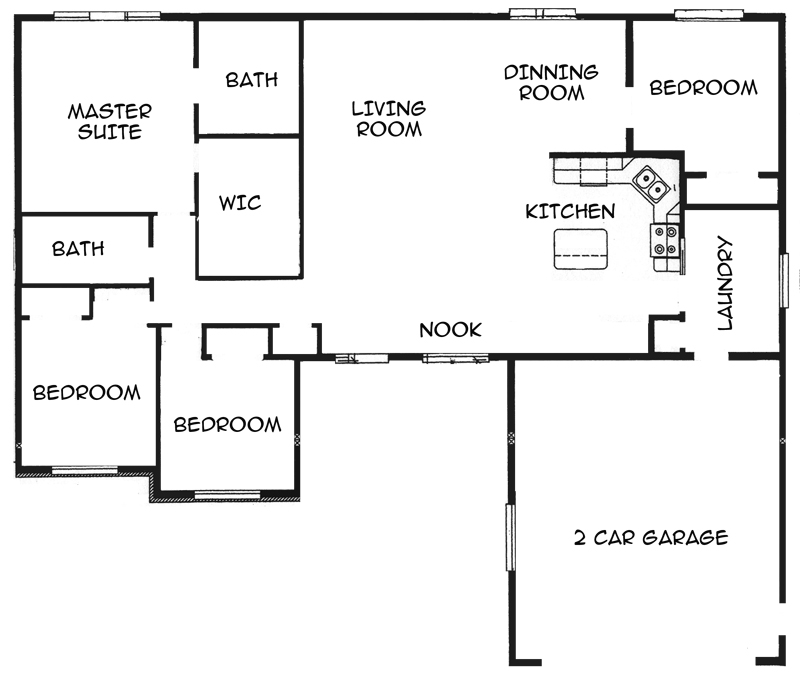 MASTER
SUITE
BATH
LIVING
ROOM
DINNING
ROOM
BEDROOM
WIC
KITCHEN
BATH
LAUNDRY
NOOK
BEDROOM
BEDROOM
2 CAR GARAGE